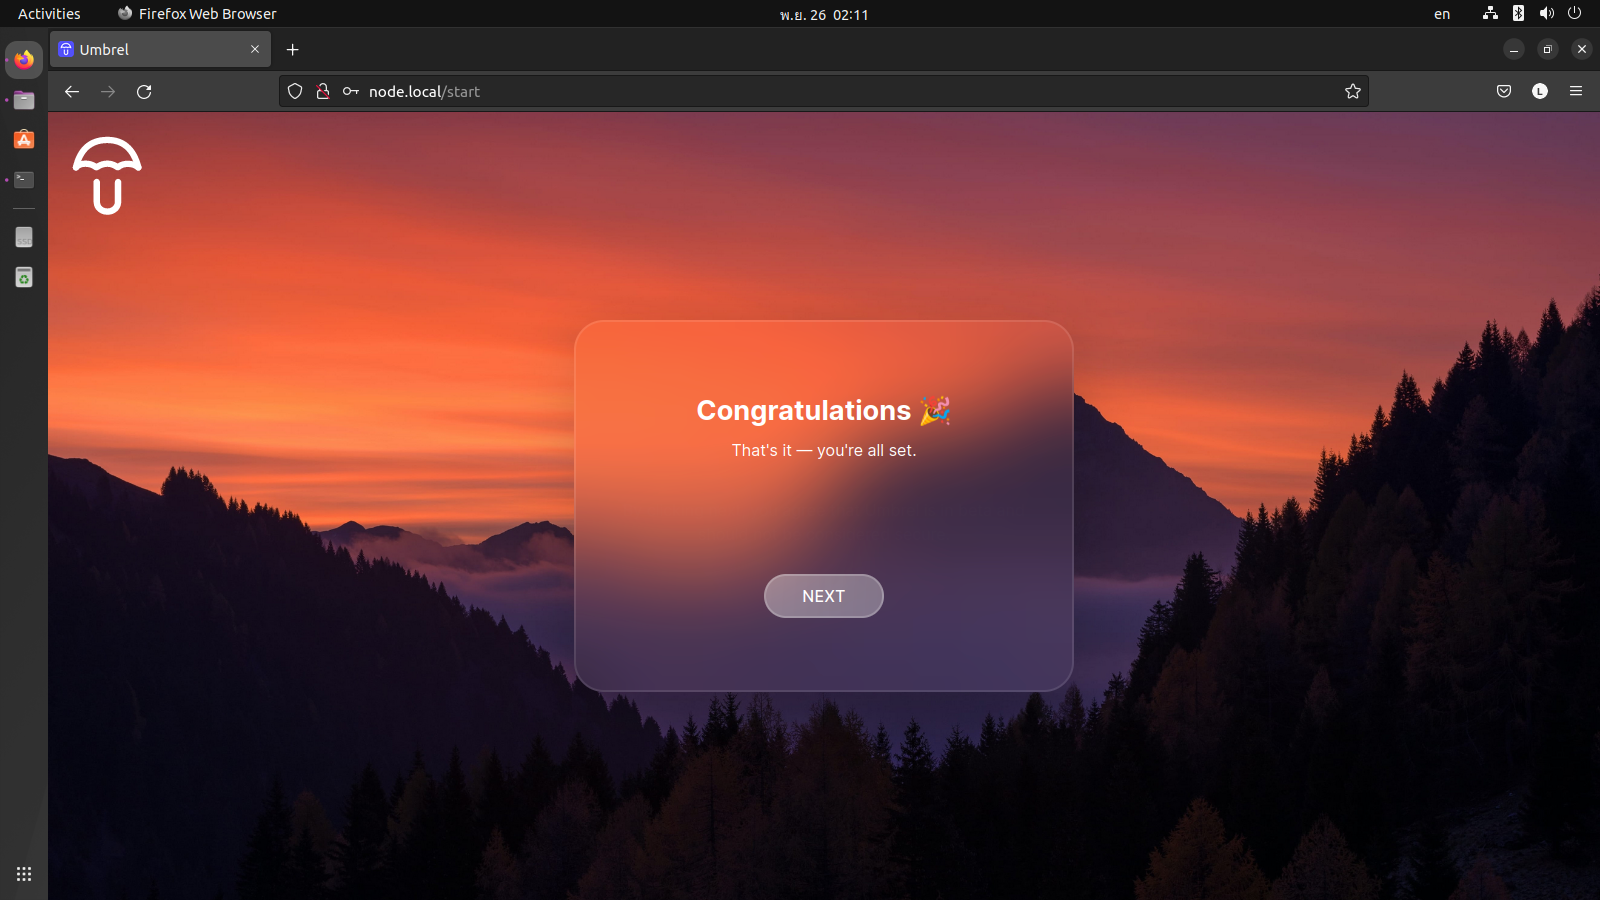 Activities
Firefox Web Browser
พ.ย. 26 02:11
en
Umbrel
node.local/start
L
Congratulations 🎉
That's it — you're all set.
NEXT